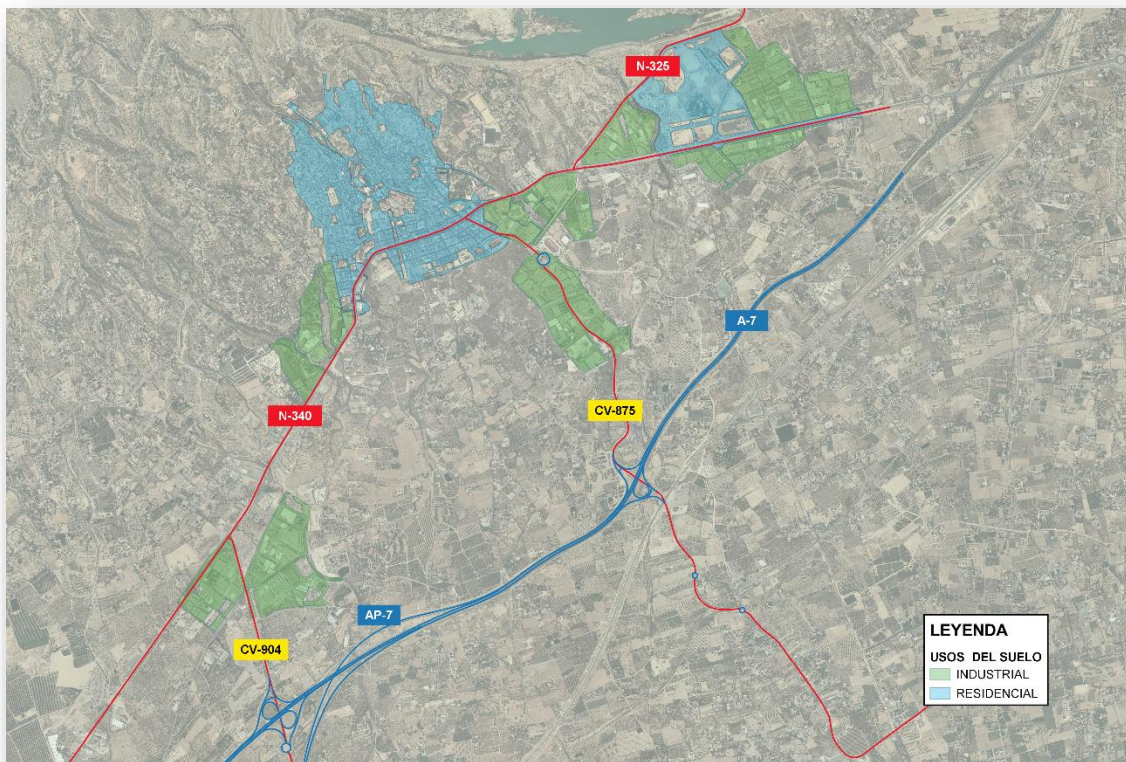 N-325
A-7
CV-875
N-340
AP-7
CV-904
LEYENDA
USOS DEL SUELO
INDUSTRIAL
RESIDENCIAL